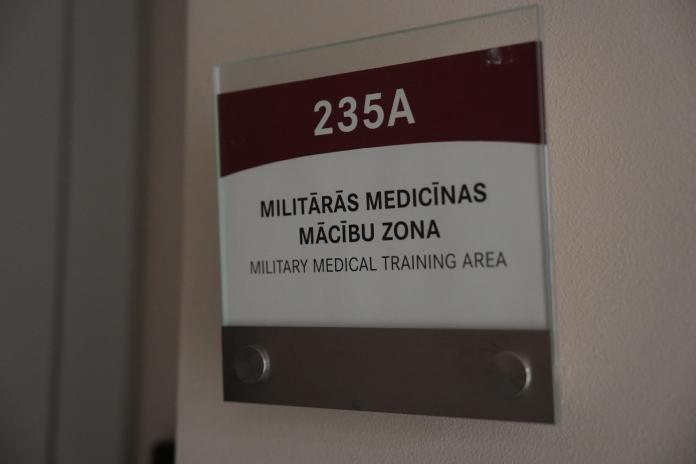 235A
MILITĀRĀS MEDICĪNAS
MĀCĪBU ZONA
MILITARY MEDICAL TRAINING AREA